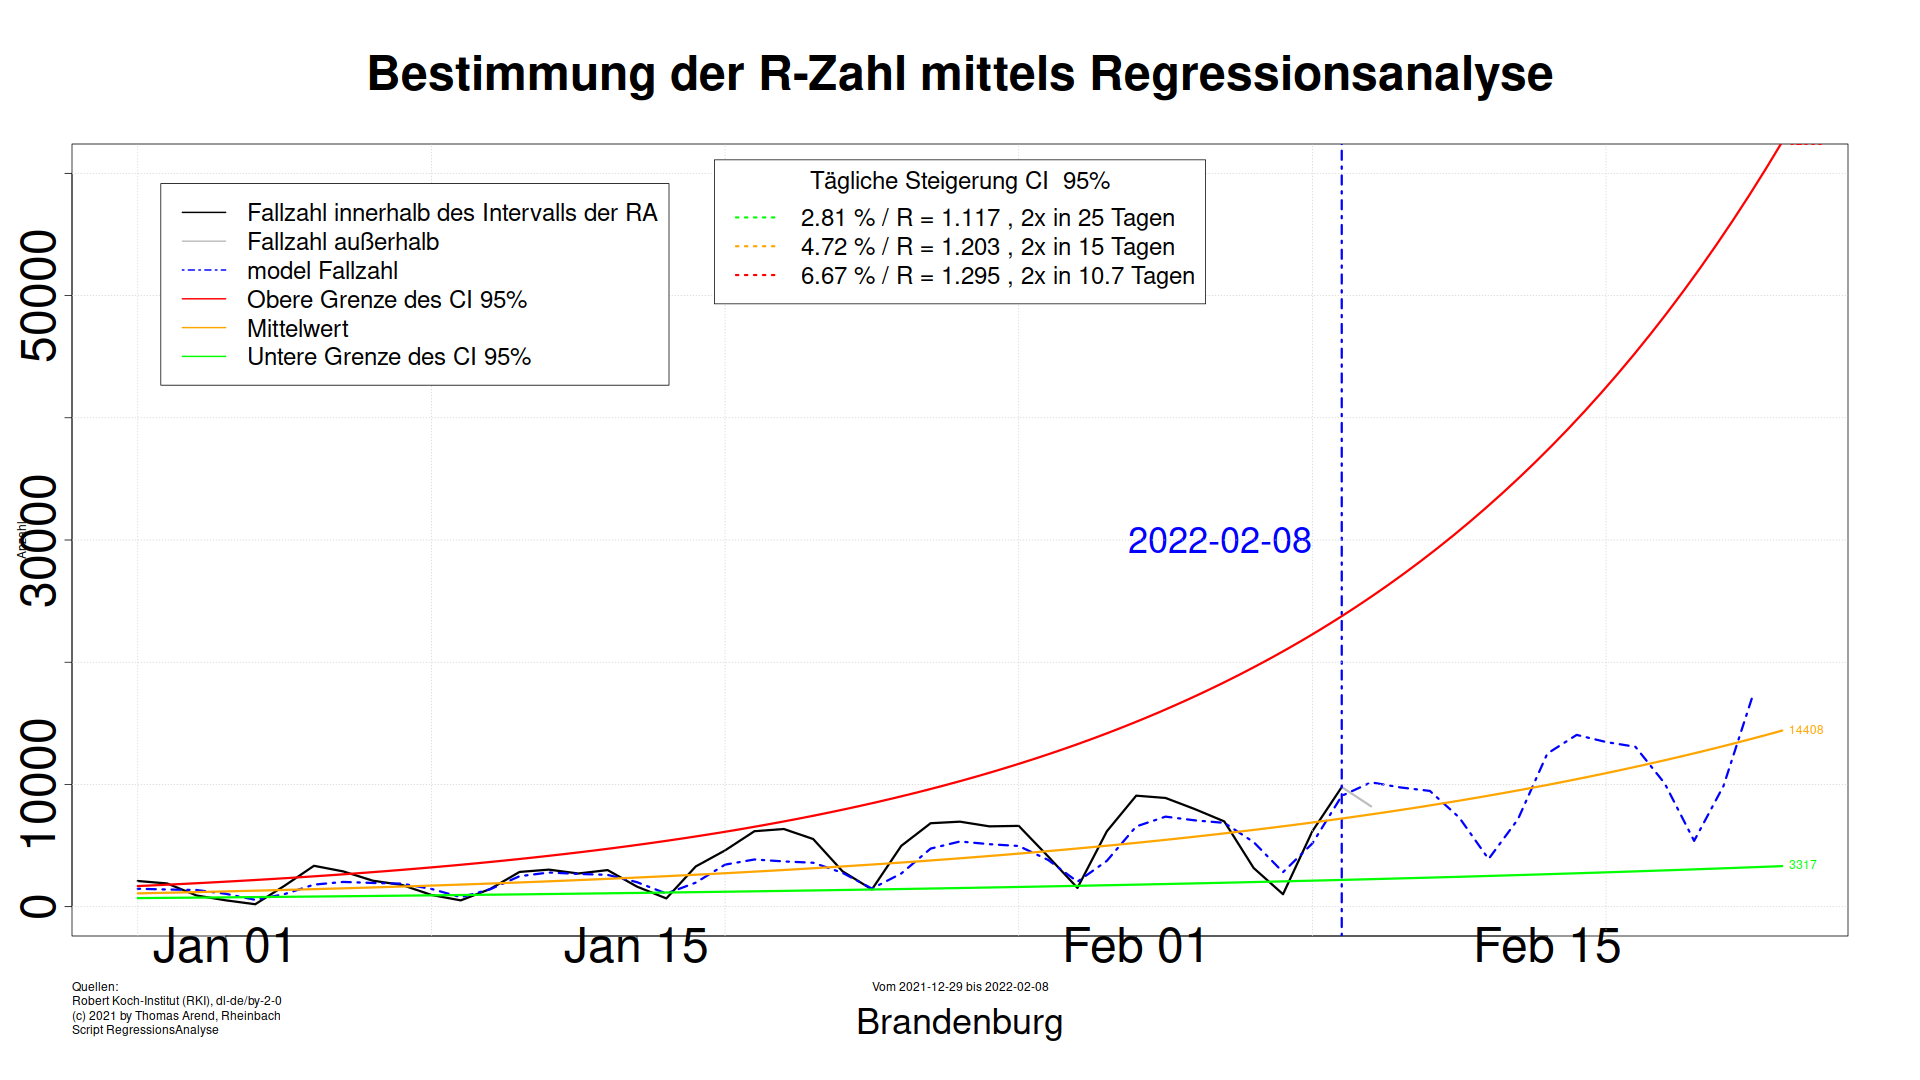 Bestimmung der R-Zahl mittels Regressionsanalyse
Fallzahl innerhalb des Intervalls der RA
Fallzahl außerhalb
model Fallzahl
Obere Grenze des CI 95%
Mittelwert
Untere Grenze des CI 95%
Tägliche Steigerung CI 95%
2.81 % / R = 1.117 , 2x in 25 Tagen
4.72 % / R = 1.203 , 2x in 15 Tagen
6.67 % / R = 1.295 , 2x in 10.7 Tagen
50000
30000
10000
0
Anzahl
2022-02-08
14408
3317
Jan 01
Jan 15
Feb 01
Feb 15
Quellen:
Robert Koch-Institut (RKI), dl-de/by-2-0
(c) 2021 by Thomas Arend, Rheinbach
Script RegressionsAnalyse
Vom 2021-12-29 bis 2022-02-08
Brandenburg